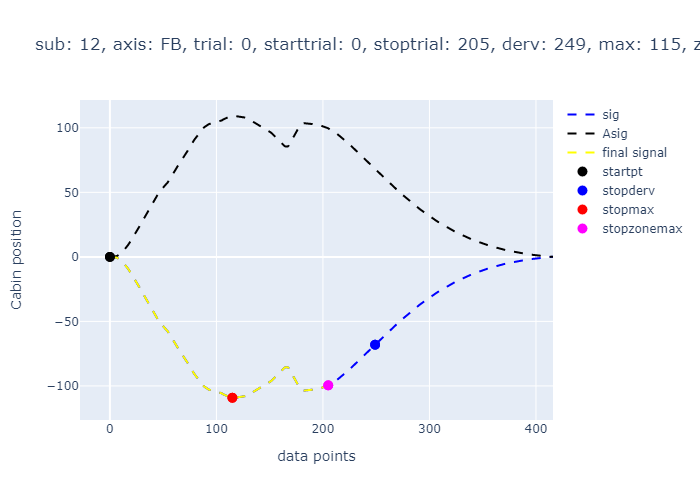 sub: 12, axis: FB, trial: 0, starttrial: 0, stoptrial: 205, derv: 249, max: 115, z
sig
Asig
final signal
startpt
stopderv
stopmax
stopzonemax
100
50
0
−50
−100
Cabin position
0
100
200
300
400
data points